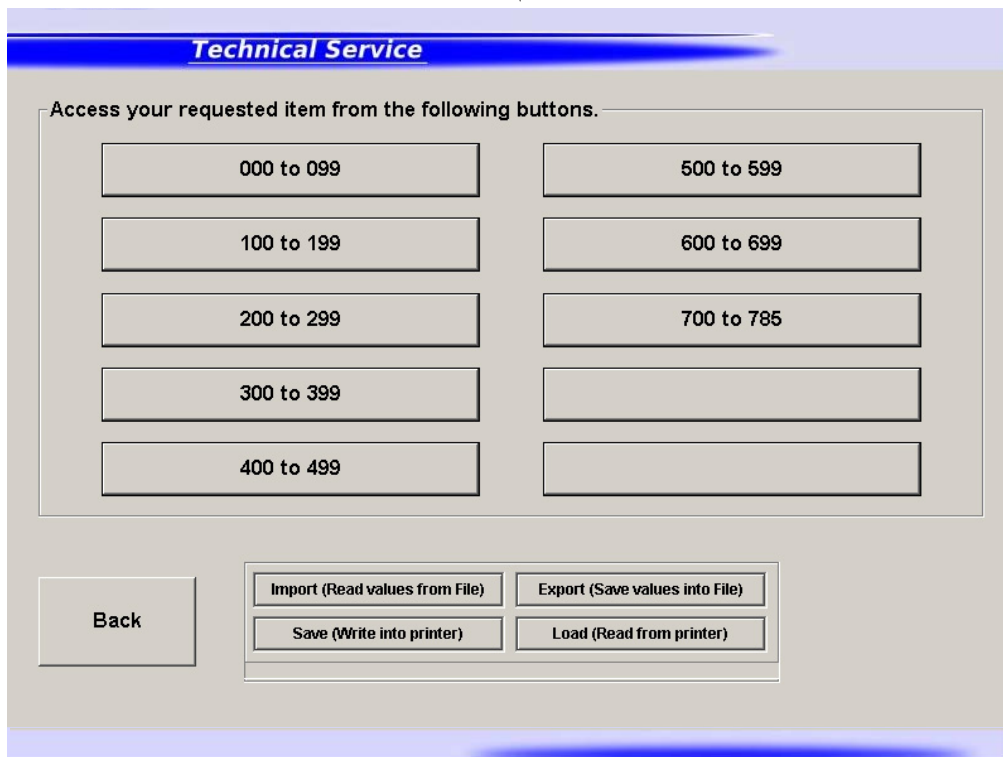 Technical Service
Access your requested item from the following buttons.
000 to 099
500 to 599
100 to 199
600 to 699
200 to 299
700 to 785
300 to 399
400 to 499
Import (Read values from File)
Export (Save values into File)
Back
Save (Write into printer)
Load (Read from printer)